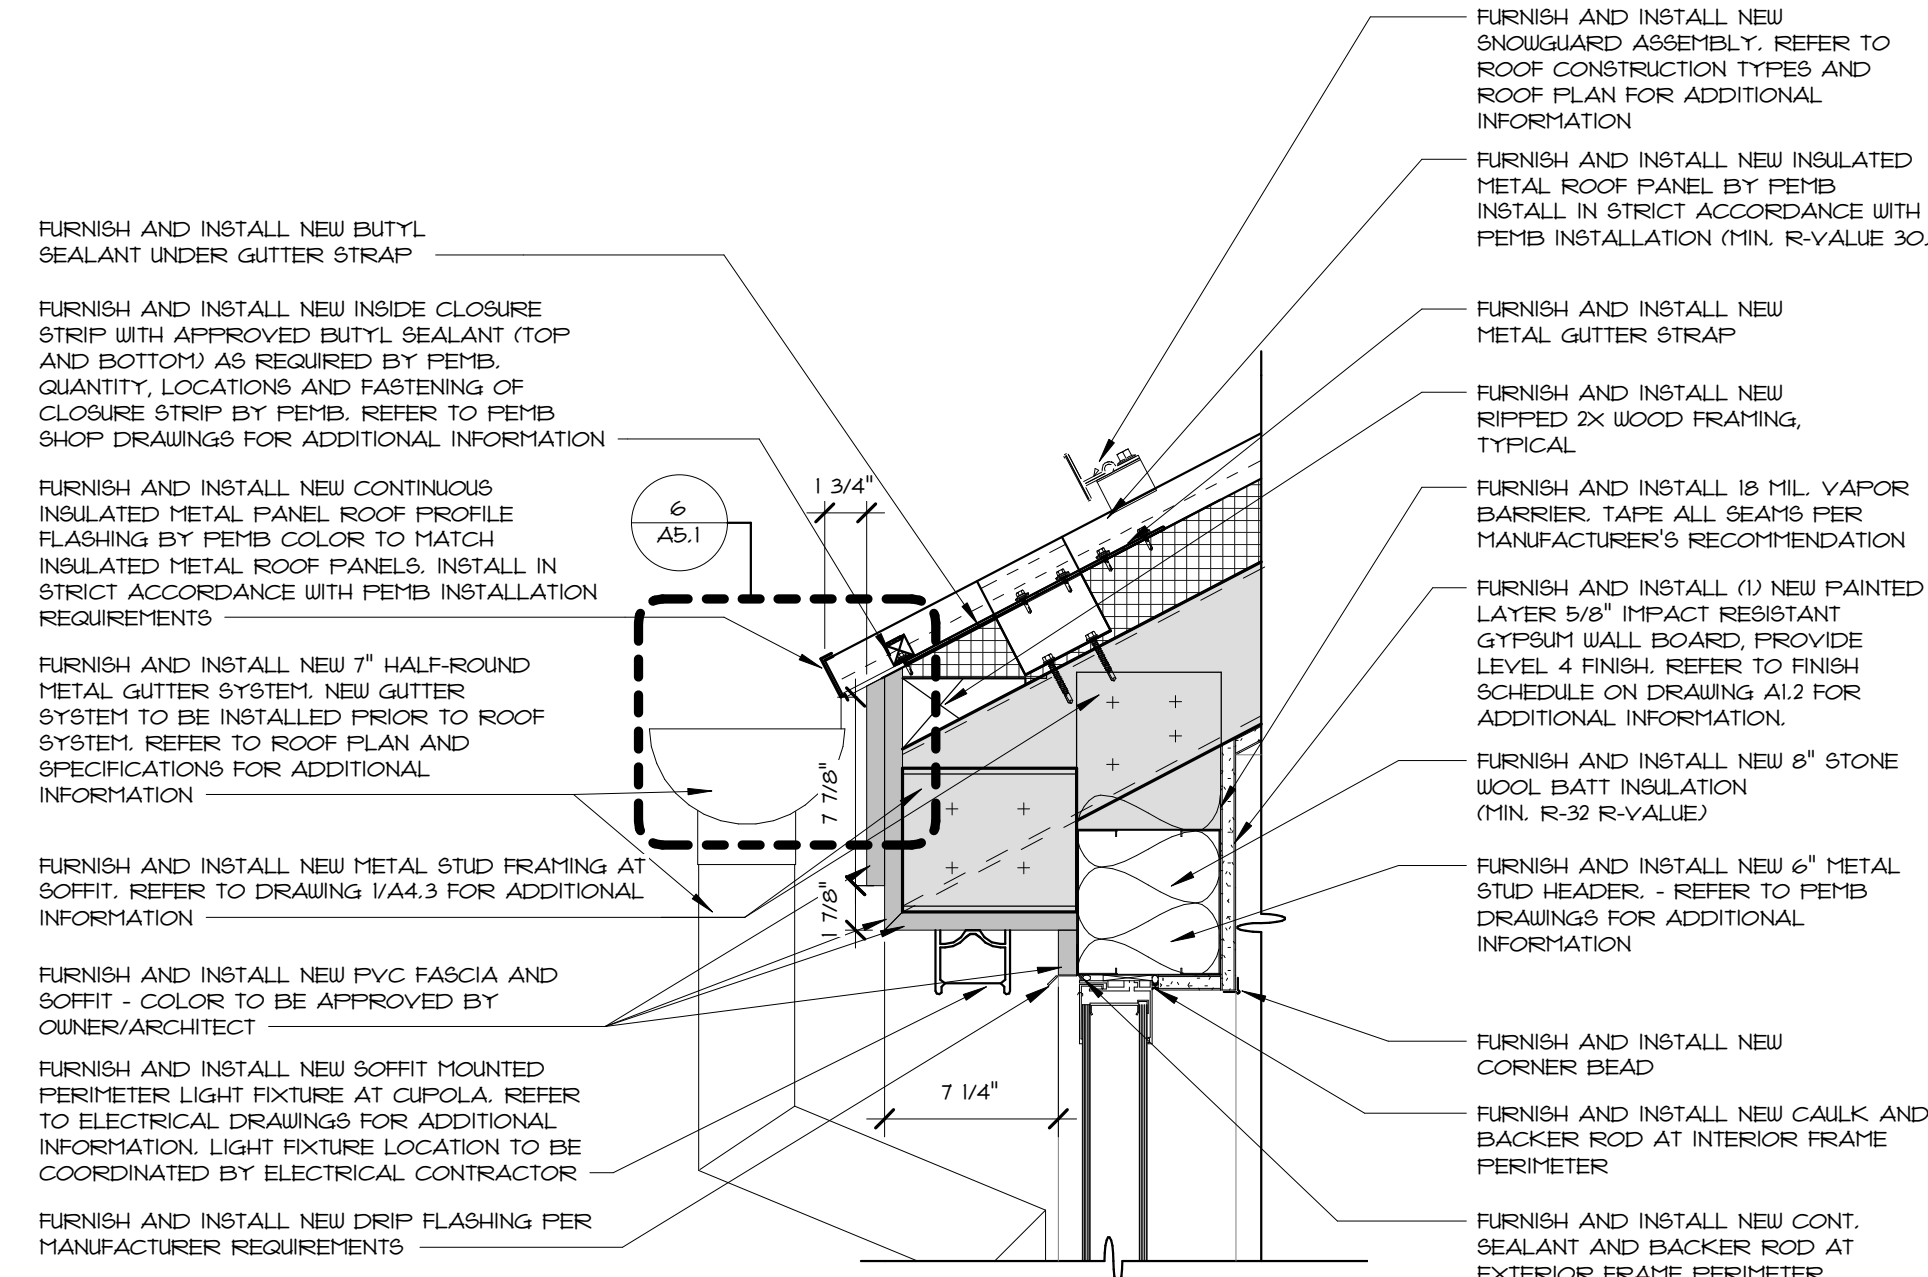 FURNISH AND INSTALL NEW BUTYL
SEALANT UNDER GUTTER STRAP
FURNISH AND INSTALL NEW INSIDE CLOSURE
STRIP WITH APPROVED BUTYL SEALANT (TOP
AND BOTTOM) AS REQUIRED BY PEMB.
QUANTITY, LOCATIONS AND FASTENING OF
CLOSURE STRIP BY PEMB. REFER TO PEMB
SHOP DRAWINGS FOR ADDITIONAL INFORMATION
FURNISH AND INSTALL NEW CONTINUOUS
INSULATED METAL PANEL ROOF PROFILE
FLASHING BY PEMB COLOR TO MATCH
INSULATED METAL ROOF PANELS. INSTALL IN
STRICT ACCORDANCE WITH PEMB INSTALLATION
REQUIREMENTS
FURNISH AND INSTALL NEW 7" HALF-ROUND
METAL GUTTER SYSTEM. NEW GUTTER
SYSTEM TO BE INSTALLED PRIOR TO ROOF
SYSTEM. REFER TO ROOF PLAN AND
SPECIFICATIONS FOR ADDITIONAL
INFORMATION
FURNISH AND INSTALL NEW METAL STUD FRAMING AT
SOFFIT. REFER TO DRAWING 1/A4.3 FOR ADDITIONAL
INFORMATION
FURNISH AND INSTALL NEW PVC FASCIA AND
SOFFIT - COLOR TO BE APPROVED BY
OWNER/ARCHITECT
FURNISH AND INSTALL NEW SOFFIT MOUNTED
PERIMETER LIGHT FIXTURE AT CUPOLA. REFER
TO ELECTRICAL DRAWINGS FOR ADDITIONAL
INFORMATION. LIGHT FIXTURE LOCATION TO BE
COORDINATED BY ELECTRICAL CONTRACTOR
FURNISH AND INSTALL NEW DRIP FLASHING PER
MANUFACTURER REQUIREMENTS
6
A5.1
1 3/4"
7 7/8"
1 7/8"
7 1/4"
FURNISH AND INSTALL NEW
SNOWGUARD ASSEMBLY. REFER TO
ROOF CONSTRUCTION TYPES AND
ROOF PLAN FOR ADDITIONAL
INFORMATION
FURNISH AND INSTALL NEW INSULATED
METAL ROOF PANEL BY PEMB
INSTALL IN STRICT ACCORDANCE WITH
PEMB INSTALLATION (MIN. R-VALUE 30.
FURNISH AND INSTALL NEW
METAL GUTTER STRAP
FURNISH AND INSTALL NEW
RIPPED 2X WOOD FRAMING,
TYPICAL
FURNISH AND INSTALL 18 MIL. VAPOR
BARRIER. TAPE ALL SEAMS PER
MANUFACTURER'S RECOMMENDATION
FURNISH AND INSTALL (1) NEW PAINTED
LAYER 5/8" IMPACT RESISTANT
GYPSUM WALL BOARD, PROVIDE
LEVEL 4 FINISH. REFER TO FINISH
SCHEDULE ON DRAWING A1.2 FOR
ADDITIONAL INFORMATION.
FURNISH AND INSTALL NEW 8" STONE
WOOL BATT INSULATION
(MIN. R-32 R-VALUE)
FURNISH AND INSTALL NEW 6" METAL
STUD HEADER. - REFER TO PEMB
DRAWINGS FOR ADDITIONAL
INFORMATION
FURNISH AND INSTALL NEW
CORNER BEAD
FURNISH AND INSTALL NEW CAULK AND
BACKER ROD AT INTERIOR FRAME
PERIMETER
FURNISH AND INSTALL NEW CONT.
SEALANT AND BACKER ROD AT
EXTERIOR FRAME PERIMETER